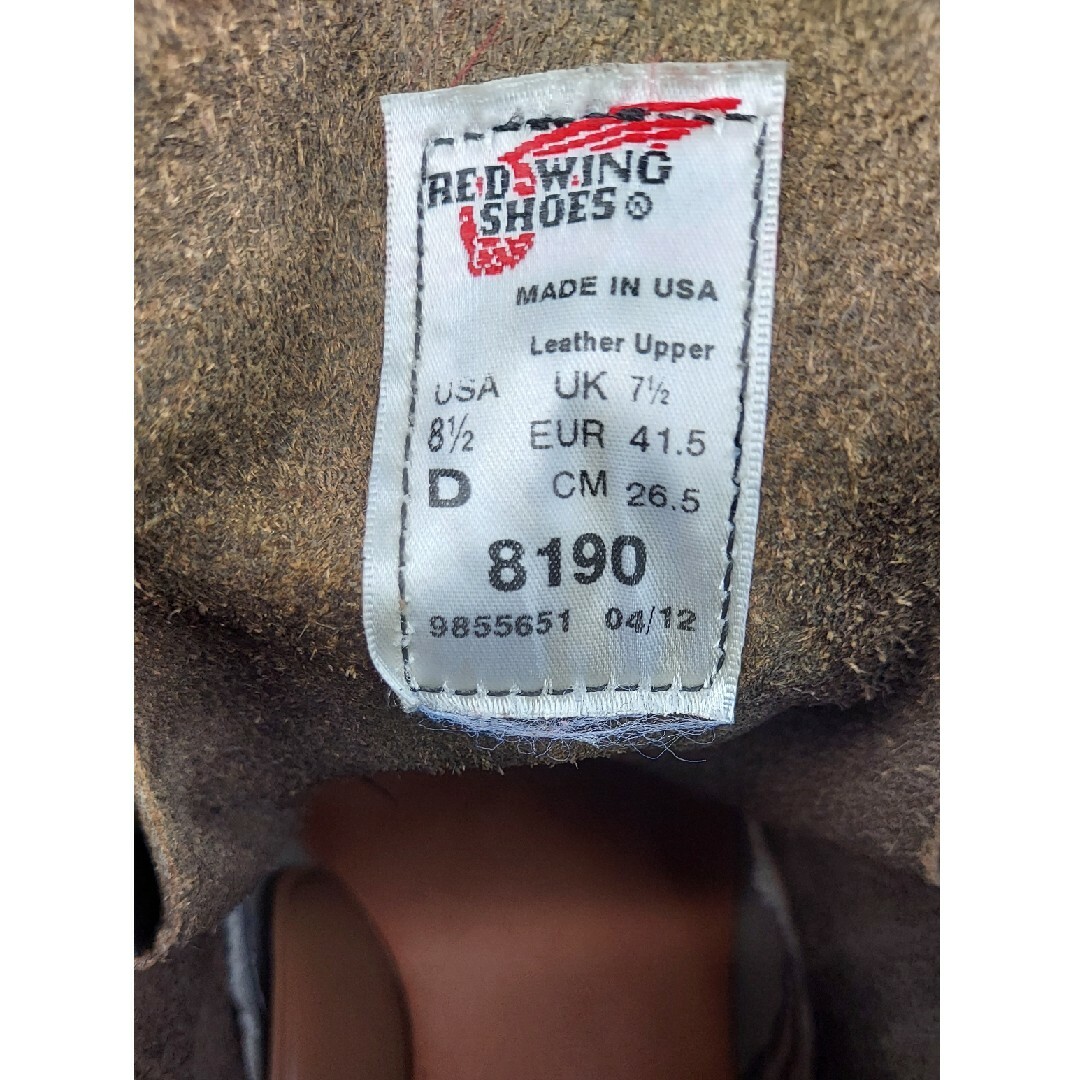 RED WING
SHOES ®
MADE IN USA
Leather Upper
USA UK 7½
8½ EUR 41.5
D CM 26.5
8190
9855651 04/12